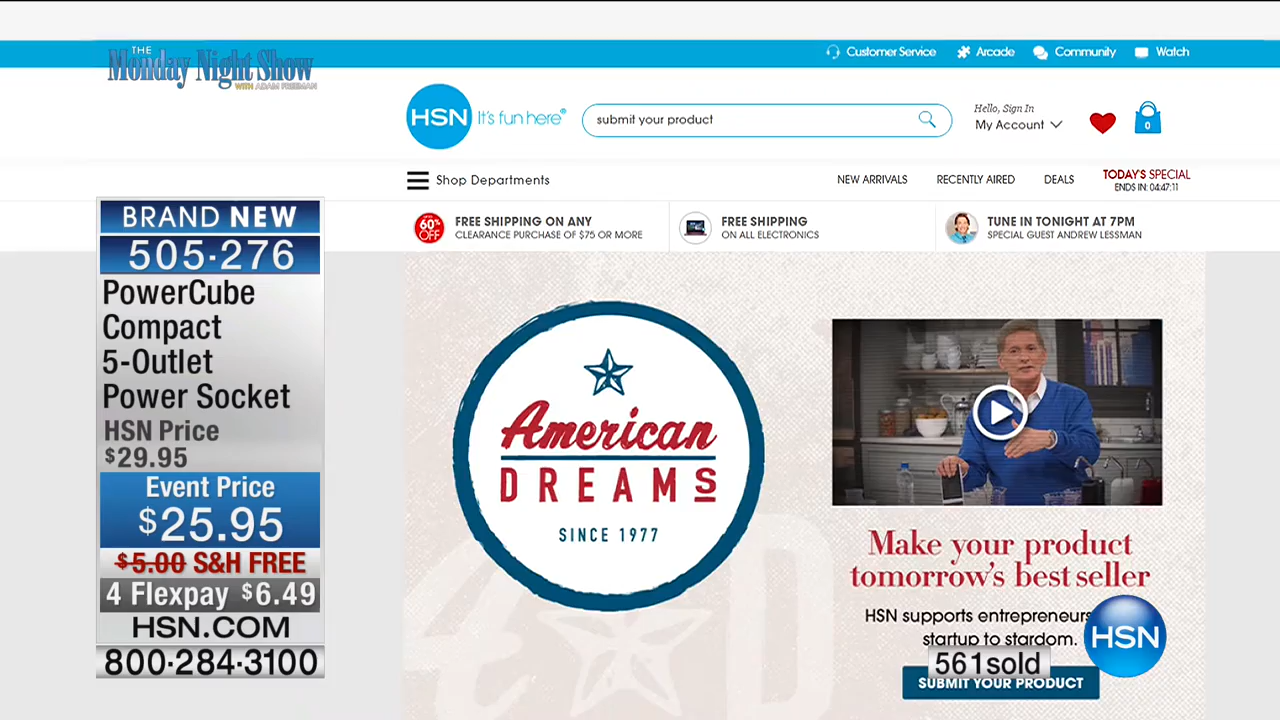 THE
Monday Night Show
WITH ADAM FREEMAN
Customer Service
Arcade
Community
Watch
HSN
It's fun here®
submit your product
Hello, Sign In
My Account
0
Shop Departments
NEW ARRIVALS
RECENTLY AIRED
DEALS
TODAY'S SPECIAL
ENDS IN: 04:47:11
60% OFF
FREE SHIPPING ON ANY
CLEARANCE PURCHASE OF $75 OR MORE
FREE SHIPPING
ON ALL ELECTRONICS
TUNE IN TONIGHT AT 7PM
SPECIAL GUEST ANDREW LESSMAN
BRAND NEW
505-276
PowerCube
Compact
5-Outlet
Power Socket
HSN Price
$29.95
Event Price
$25.95
$5.00 S&H FREE
4 Flexpay $6.49
HSN.COM
800-284-3100
American
DREAMS
SINCE 1977
Make your product
tomorrow's best seller
HSN supports entrepreneurs
startup to stardom.
HSN
561 sold
SUBMIT YOUR PRODUCT